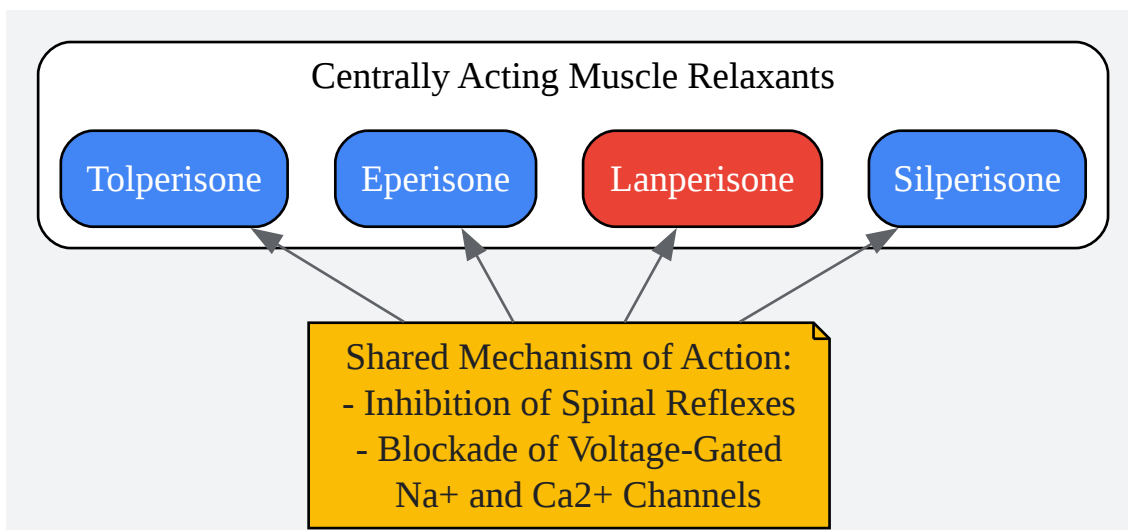 Centrally Acting Muscle Relaxants
Tolperisone
Eperisone
Lanperisone
Silperisone
Shared Mechanism of Action:
- Inhibition of Spinal Reflexes
- Blockade of Voltage-Gated
Na+ and Ca2+ Channels